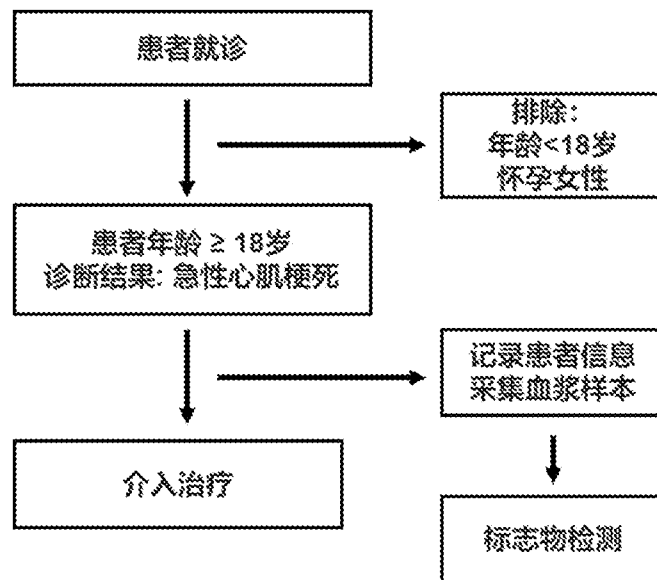 患者就诊
排除:
年龄<18岁
怀孕女性
患者年龄 ≥ 18岁
诊断结果: 急性心肌梗死
记录患者信息
采集血浆样本
介入治疗
标志物检测